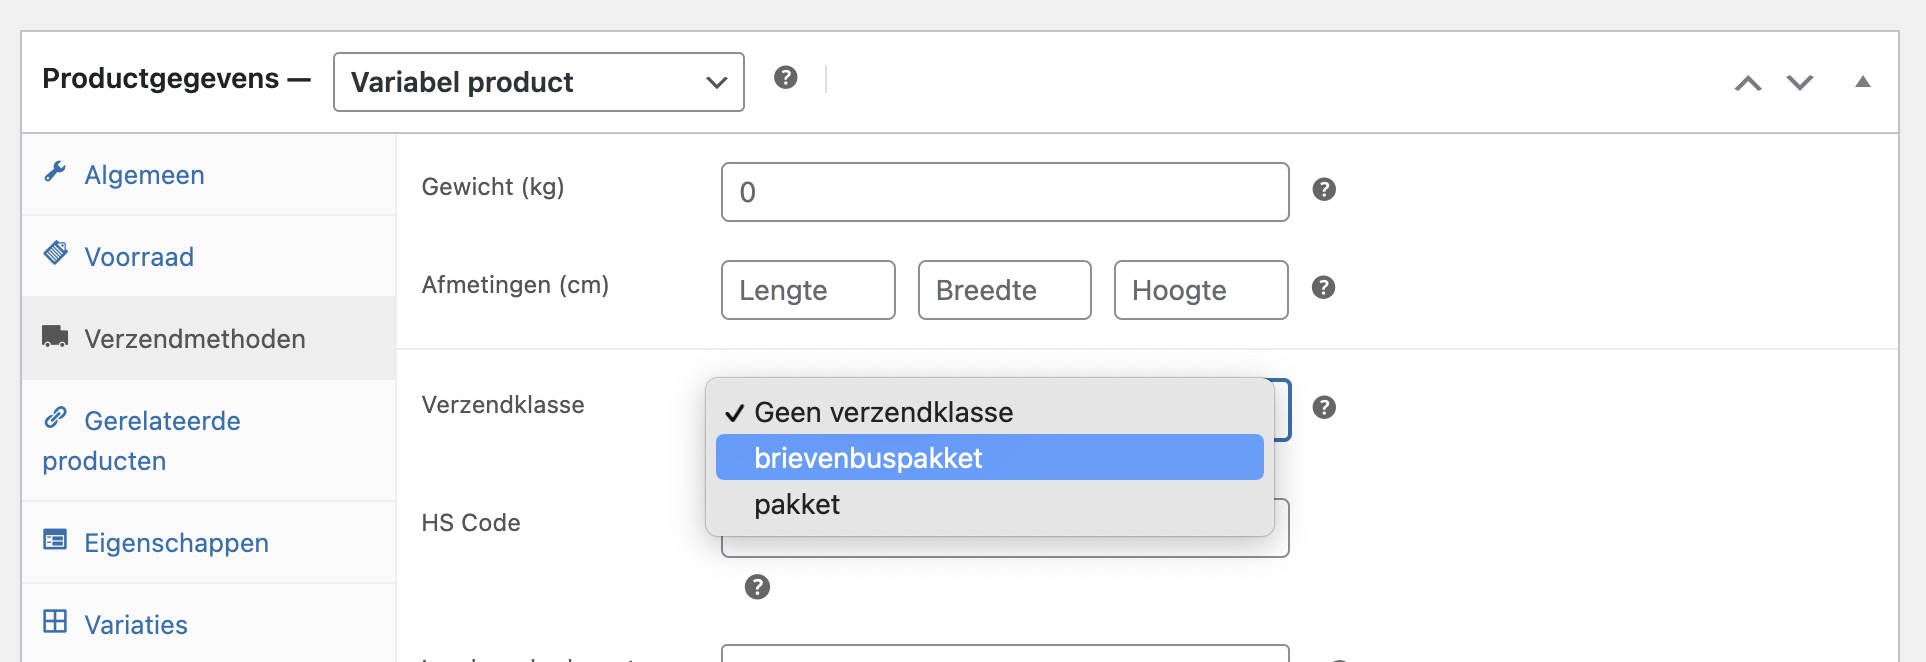 Productgegevens — Variabel product
Algemeen
Voorraad
Verzendmethoden
Gerelateerde
producten
Eigenschappen
Variaties
Gewicht (kg) 0
Afmetingen (cm) Lengte Breedte Hoogte
Verzendklasse
✓ Geen verzendklasse
brievenbuspakket
pakket
HS Code